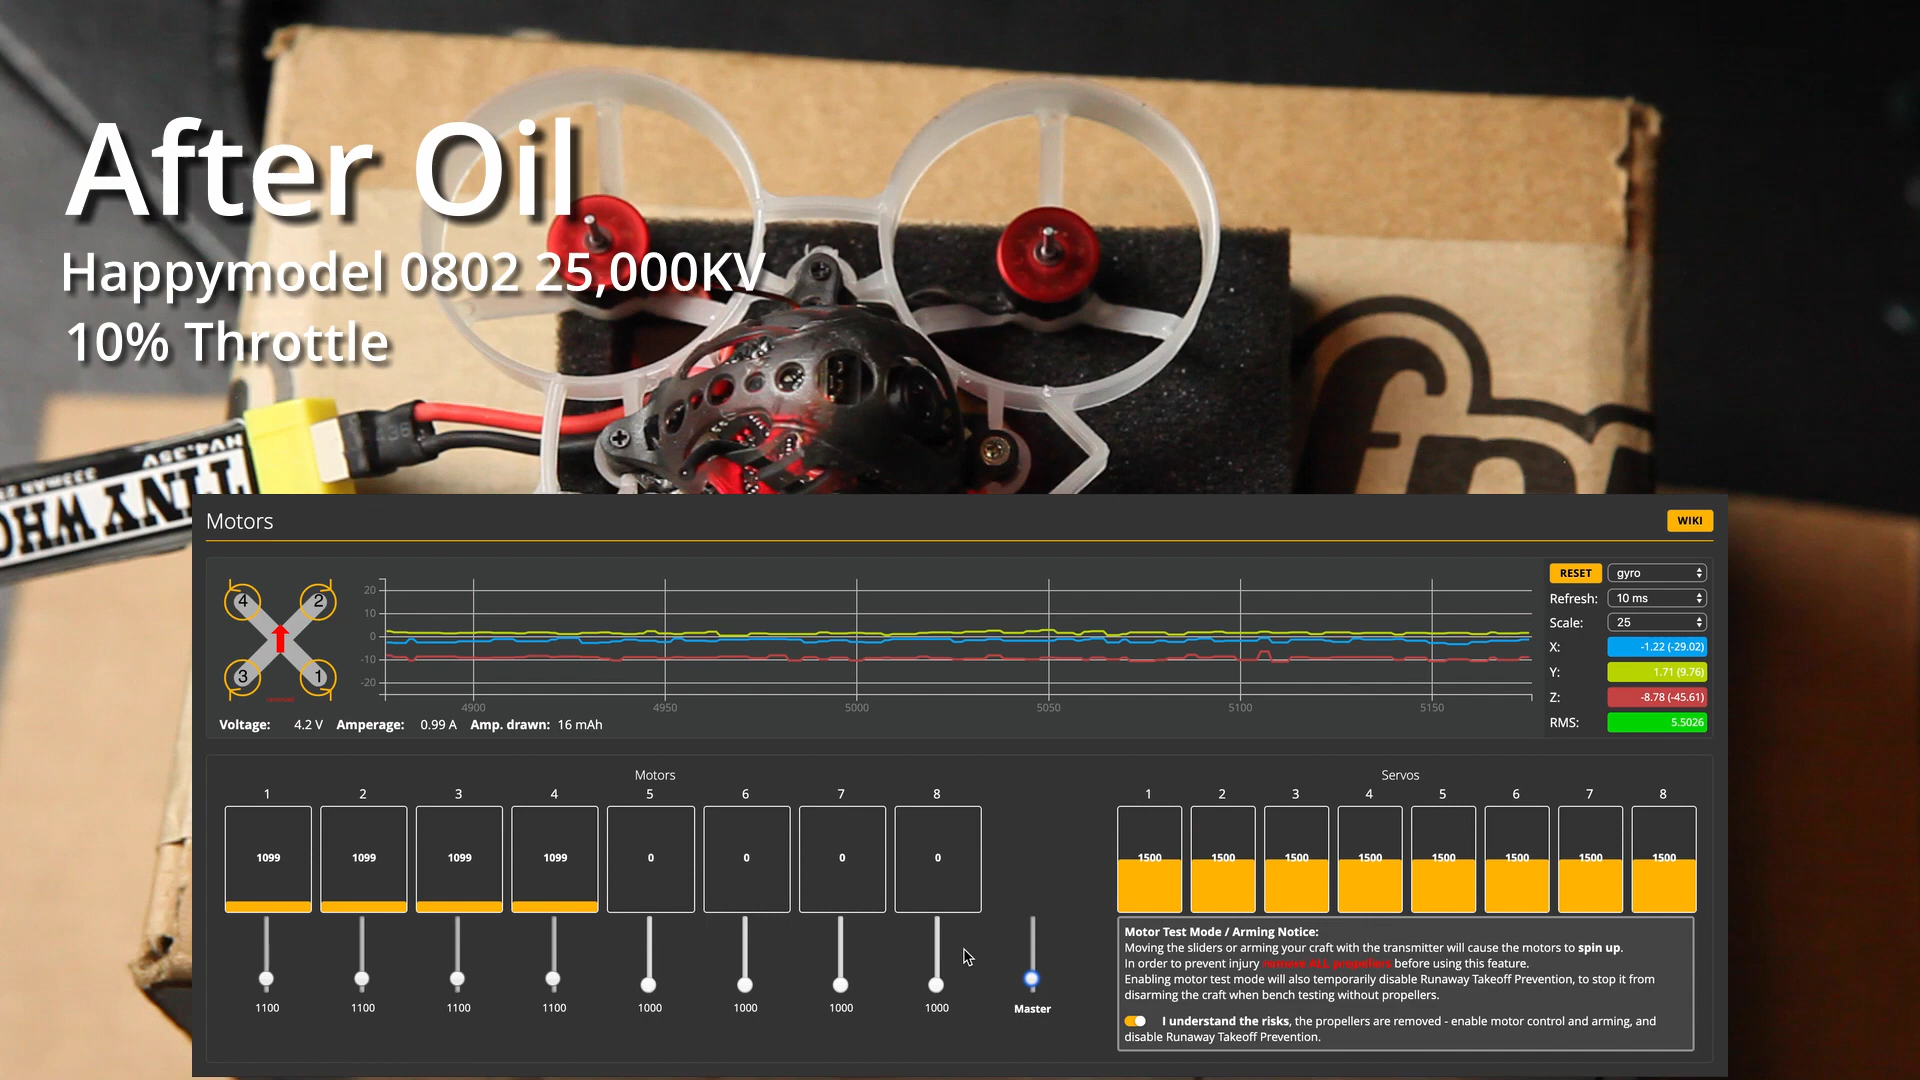 After Oil
Happymodel 0802 25,000KV
10% Throttle
HV4.35V
TINY WHO
fp
Motors
WIKI
4 2
3 1
20
10
0
-10
-20
4900 4950 5000 5050 5100 5150
RESET gyro
Refresh: 10 ms
Scale: 25
X: -1.22 (-29.02)
Y: 1.71 (9.76)
Z: -8.78 (-45.61)
RMS: 5.5026
Voltage: 4.2 V Amperage: 0.99 A Amp. drawn: 16 mAh
Motors
1 2 3 4 5 6 7 8
1099 1099 1099 1099 0 0 0 0
1100 1100 1100 1100 1000 1000 1000 1000 Master
Servos
1 2 3 4 5 6 7 8
1500 1500 1500 1500 1500 1500 1500 1500
Motor Test Mode / Arming Notice:
Moving the sliders or arming your craft with the transmitter will cause the motors to spin up.
In order to prevent injury remove ALL propellers before using this feature.
Enabling motor test mode will also temporarily disable Runaway Takeoff Prevention, to stop it from
disarming the craft when bench testing without propellers.
I understand the risks, the propellers are removed - enable motor control and arming, and
disable Runaway Takeoff Prevention.